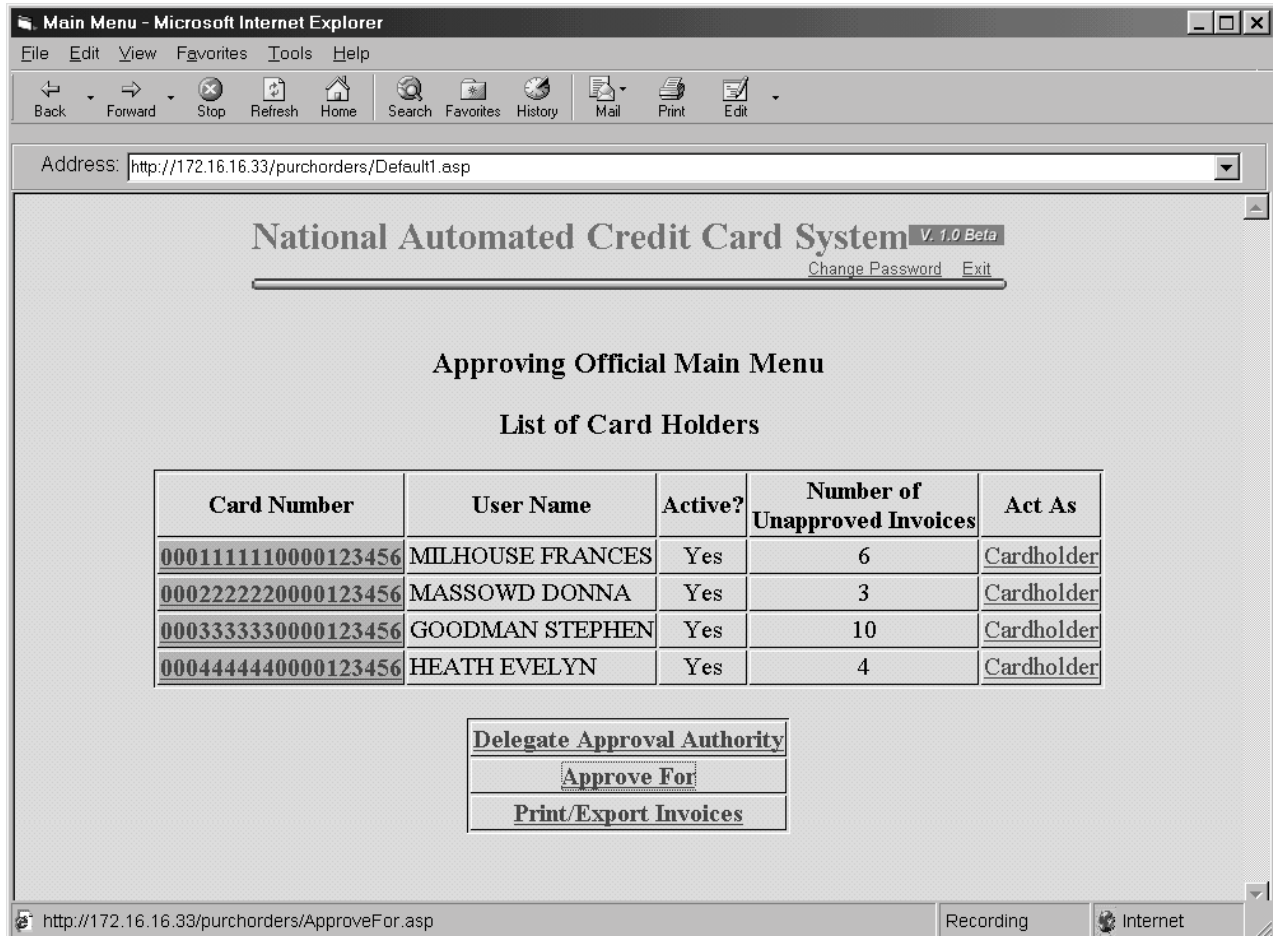 Main Menu - Microsoft Internet Explorer
File Edit View Favorites Tools Help
Back Forward Stop Refresh Home Search Favorites History Mail Print Edit
Address: http://172.16.16.33/purchorders/Default1.asp
National Automated Credit Card System V. 1.0 Beta
Change Password Exit
Approving Official Main Menu
List of Card Holders
Card Number User Name Active? Number of Unapproved Invoices Act As
0001111110000123456 MILHOUSE FRANCES Yes 6 Cardholder
0002222220000123456 MASSOWD DONNA Yes 3 Cardholder
0003333330000123456 GOODMAN STEPHEN Yes 10 Cardholder
0004444440000123456 HEATH EVELYN Yes 4 Cardholder
Delegate Approval Authority
Approve For
Print/Export Invoices
http://172.16.16.33/purchorders/ApproveFor.asp Recording Internet